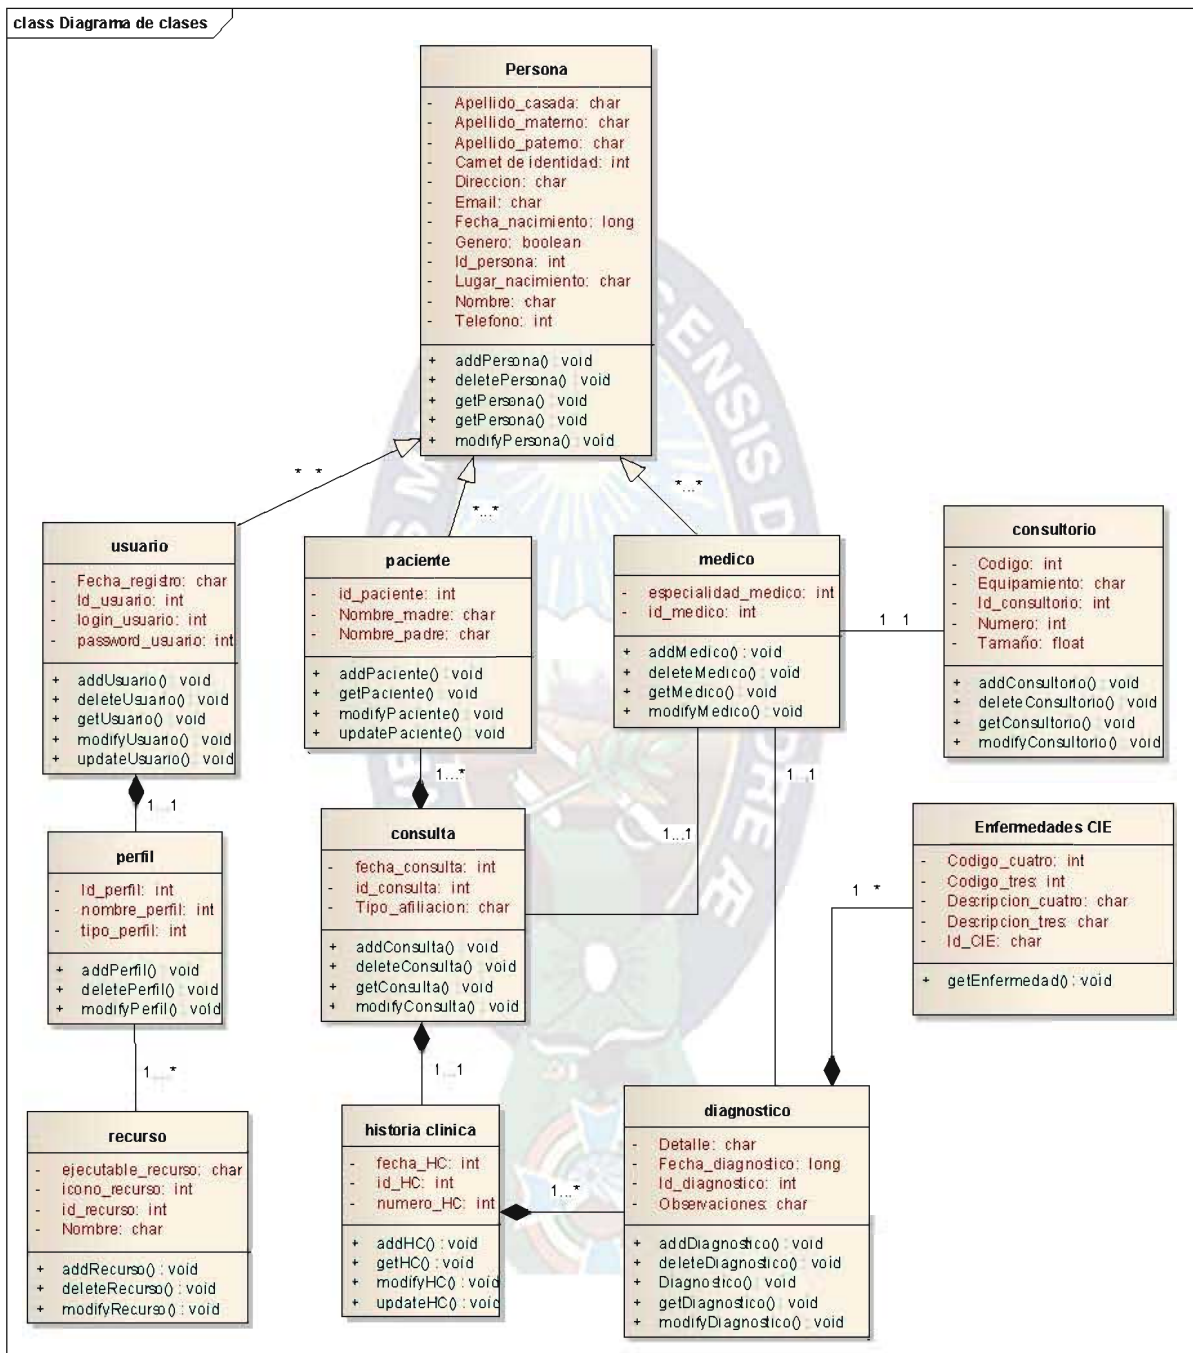 class Diagrama de clases
Persona
- Apellido_casada: char
- Apellido_materno: char
- Apellido_paterno: char
- Carnet de identidad: int
- Direccion: char
- Email: char
- Fecha_nacimiento: long
- Genero: boolean
- Id_persona: int
- Lugar_nacimiento: char
- Nombre: char
- Telefono: int
+ addPersona() : void
+ deletePersona() : void
+ getPersona() : void
+ getPersona() : void
+ modifyPersona() : void
* *
*...*
*...*
usuario
- Fecha_registro: char
- Id_usuario: int
- login_usuario: int
- password_usuario: int
+ addUsuario() : void
+ deleteUsuario() : void
+ getUsuario() : void
+ modifyUsuario() : void
+ updateUsuario() : void
paciente
- id_paciente: int
- Nombre_madre: char
- Nombre_padre: char
+ addPaciente() : void
+ getPaciente() : void
+ modifyPaciente() : void
+ updatePaciente() : void
medico
- especialidad_medico: int
- id_medico: int
+ addMedico() : void
+ deleteMedico() : void
+ getMedico() : void
+ modifyMedico() : void
1 1
consultorio
- Codigo: int
- Equipamiento: char
- Id_consultorio: int
- Numero: int
- Tamaño: float
+ addConsultorio() : void
+ deleteConsultorio() : void
+ getConsultorio() : void
+ modifyConsultorio() : void
1...1
1...*
1...1
1...1
perfil
- Id_perfil: int
- nombre_perfil: int
- tipo_perfil: int
+ addPerfil() : void
+ deletePerfil() : void
+ modifyPerfil() : void
consulta
- fecha_consulta: int
- id_consulta: int
- Tipo_afiliacion: char
+ addConsulta() : void
+ deleteConsulta() : void
+ getConsulta() : void
+ modifyConsulta() : void
Enfermedades CIE
- Codigo_cuatro: int
- Codigo_tres: int
- Descripcion_cuatro: char
- Descripcion_tres: char
- Id_CIE: char
+ getEnfermedad() : void
1 *
1...*
1...1
recurso
- ejecutable_recurso: char
- icono_recurso: int
- id_recurso: int
- Nombre: char
+ addRecurso() : void
+ deleteRecurso() : void
+ modifyRecurso() : void
historia clinica
- fecha_HC: int
- id_HC: int
- numero_HC: int
+ addHC() : void
+ getHC() : void
+ modifyHC() : void
+ updateHC() : void
1...*
diagnostico
- Detalle: char
- Fecha_diagnostico: long
- Id_diagnostico: int
- Observaciones: char
+ addDiagnostico() : void
+ deleteDiagnostico() : void
+ Diagnostico() : void
+ getDiagnostico() : void
+ modifyDiagnostico() : void